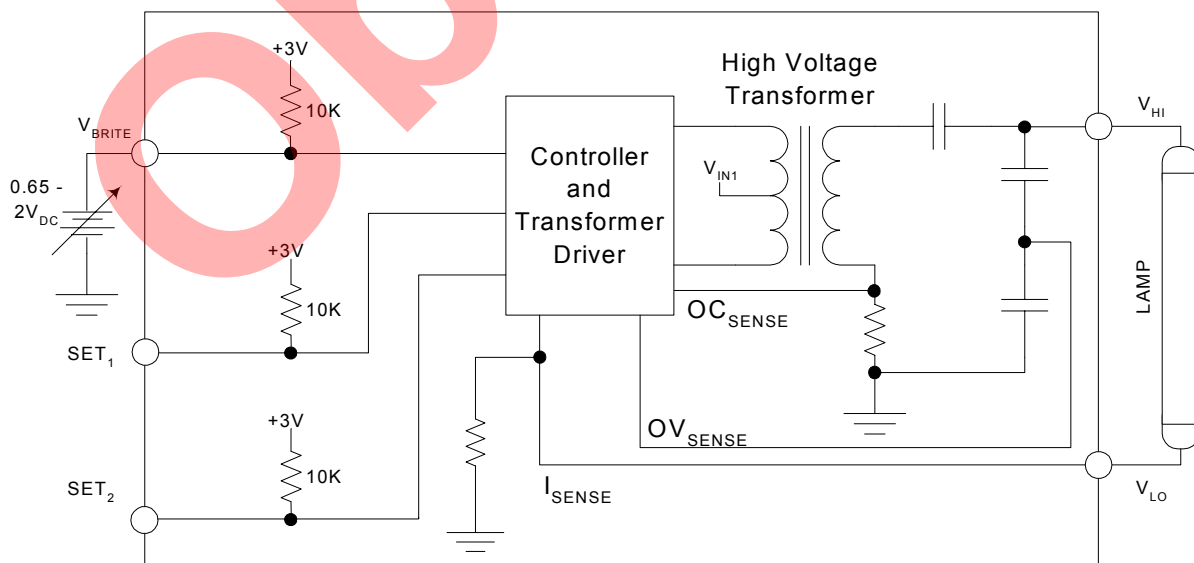 Ob
+3V
10K
V_BRITE
0.65 -
2V_DC
+3V
10K
SET_1
+3V
10K
SET_2
Controller
and
Transformer
Driver
High Voltage
Transformer
V_IN1
OC_SENSE
OV_SENSE
I_SENSE
V_HI
LAMP
V_LO